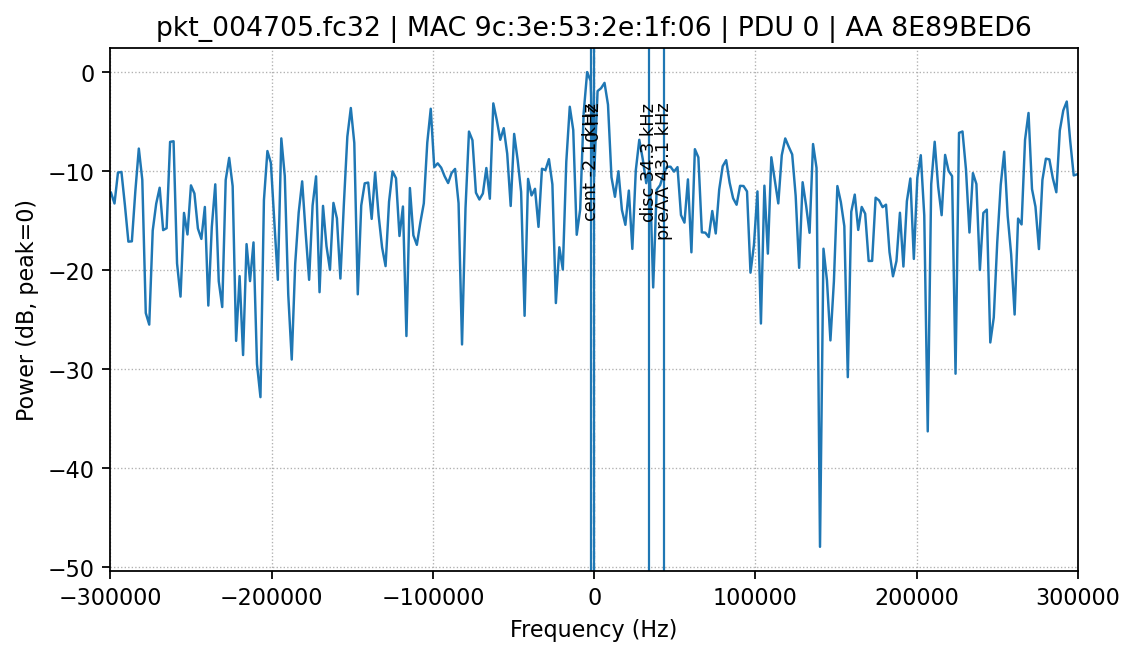 pkt_004705.fc32 | MAC 9c:3e:53:2e:1f:06 | PDU 0 | AA 8E89BED6
Power (dB, peak=0)
0
−10
−20
−30
−40
−50
cent -2.1 kHz
disc 34.3 kHz
preAA 43.1 kHz
−300000
−200000
−100000
0
100000
200000
300000
Frequency (Hz)